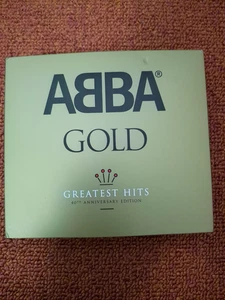 ABBA®
GOLD
GREATEST HITS
40TH ANNIVERSARY EDITION